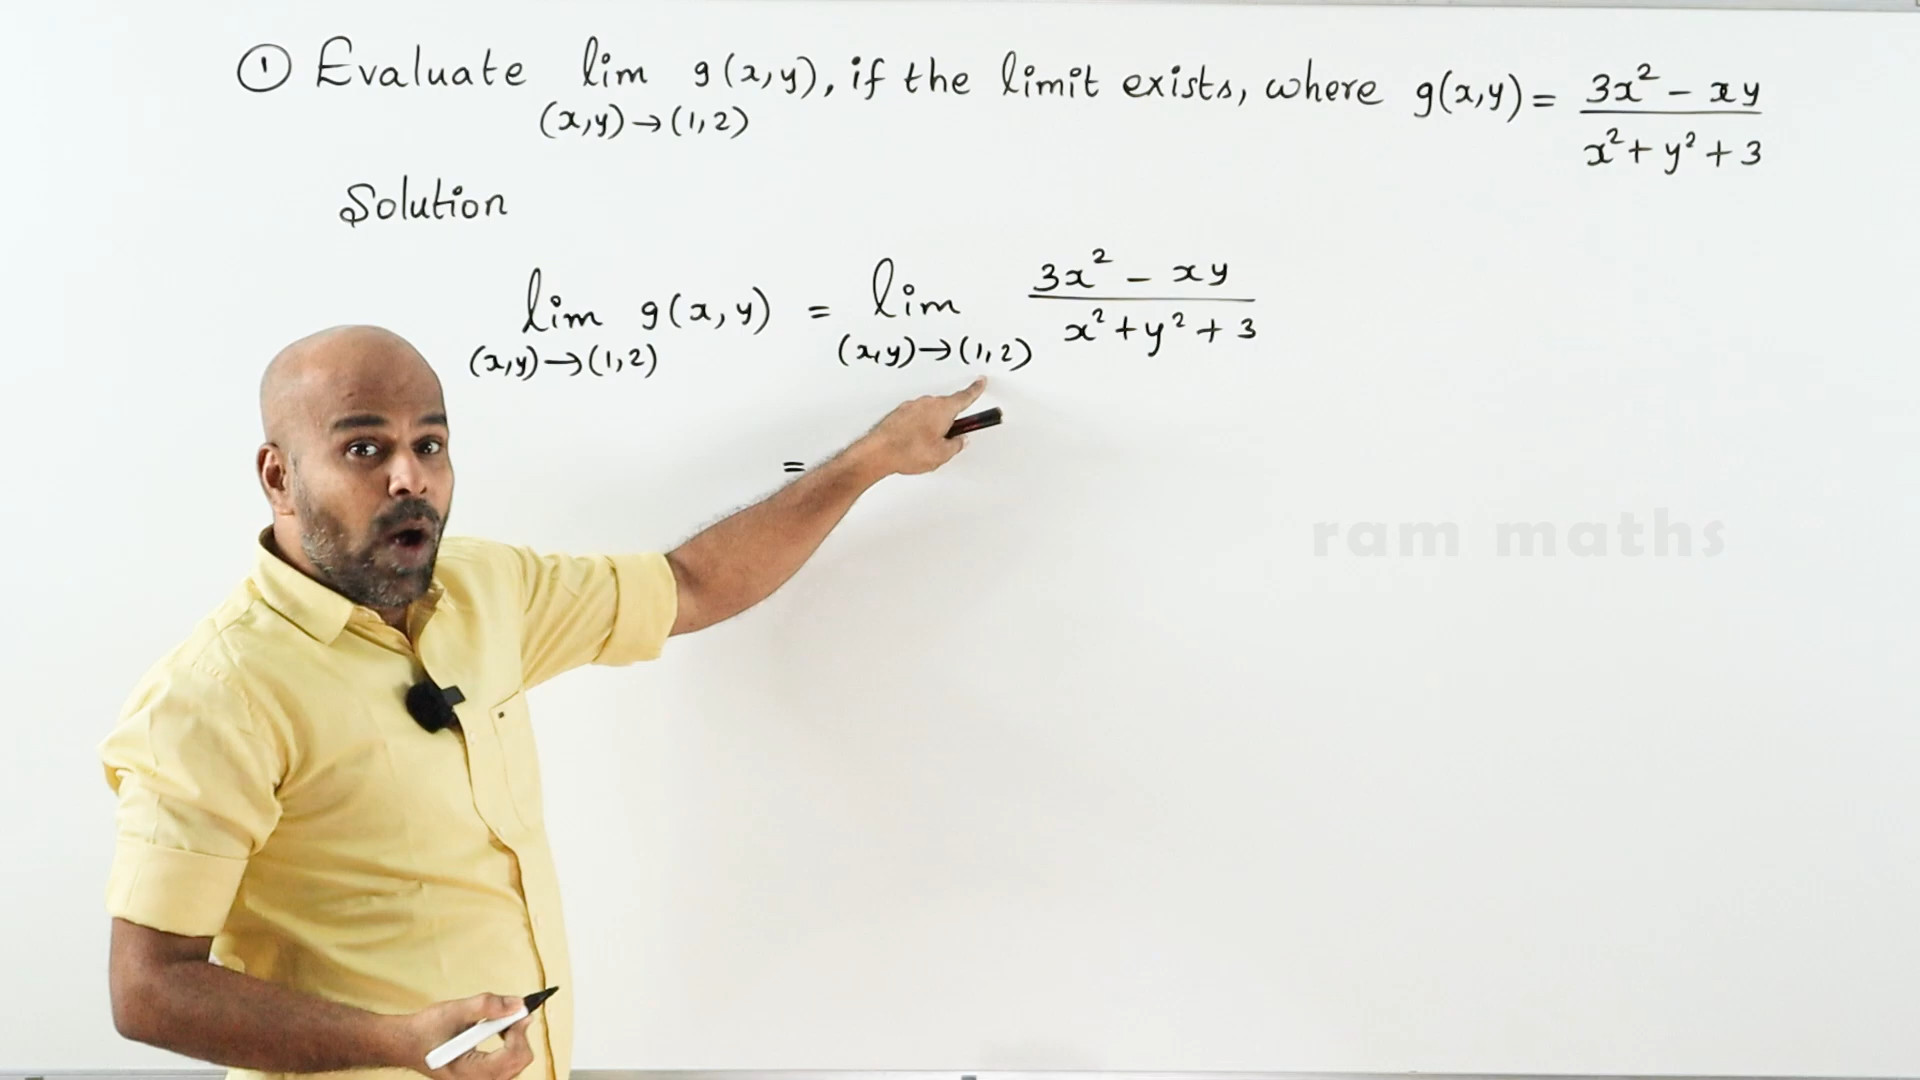 ① Evaluate lim g(x,y), if the limit exists, where g(x,y) = 3x² - xy
(x,y)→(1,2) x² + y² + 3
Solution
lim g(x,y) = lim 3x² - xy
(x,y)→(1,2) (x,y)→(1,2) x² + y² + 3
=
ram maths